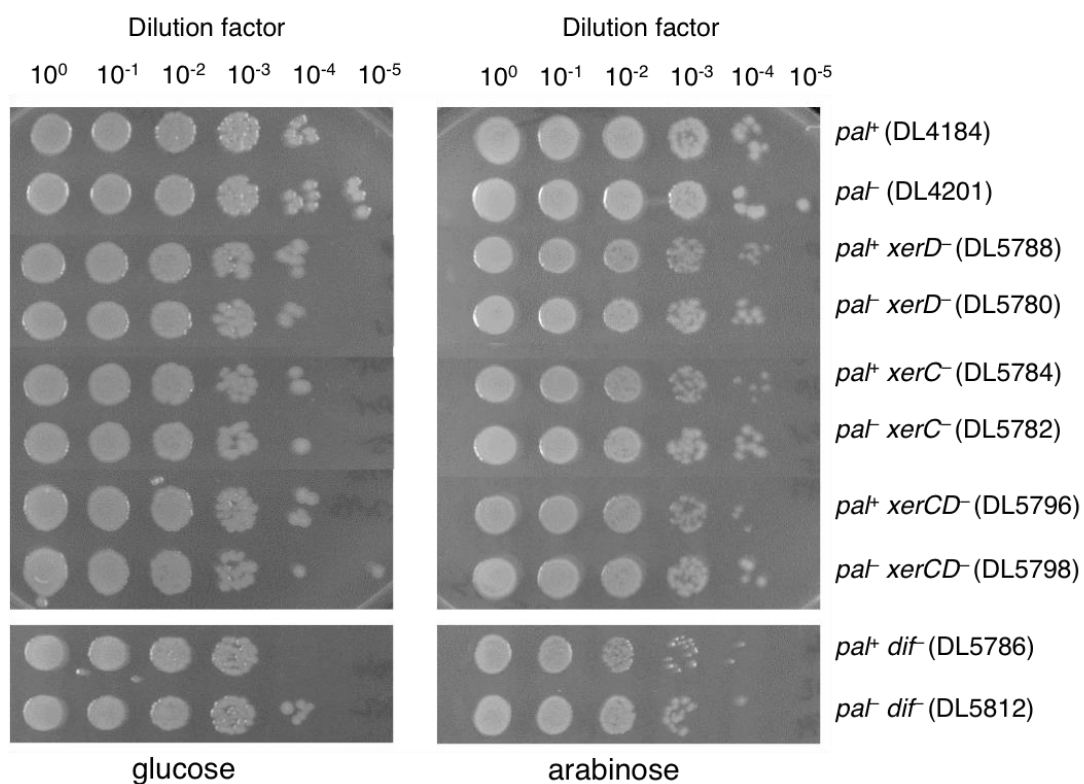 Dilution factor Dilution factor
10⁰ 10⁻¹ 10⁻² 10⁻³ 10⁻⁴ 10⁻⁵ 10⁰ 10⁻¹ 10⁻² 10⁻³ 10⁻⁴ 10⁻⁵
pal⁺ (DL4184)
pal⁻ (DL4201)
pal⁺ xerD⁻ (DL5788)
pal⁻ xerD⁻ (DL5780)
pal⁺ xerC⁻ (DL5784)
pal⁻ xerC⁻ (DL5782)
pal⁺ xerCD⁻ (DL5796)
pal⁻ xerCD⁻ (DL5798)
pal⁺ dif⁻ (DL5786)
pal⁻ dif⁻ (DL5812)
glucose arabinose